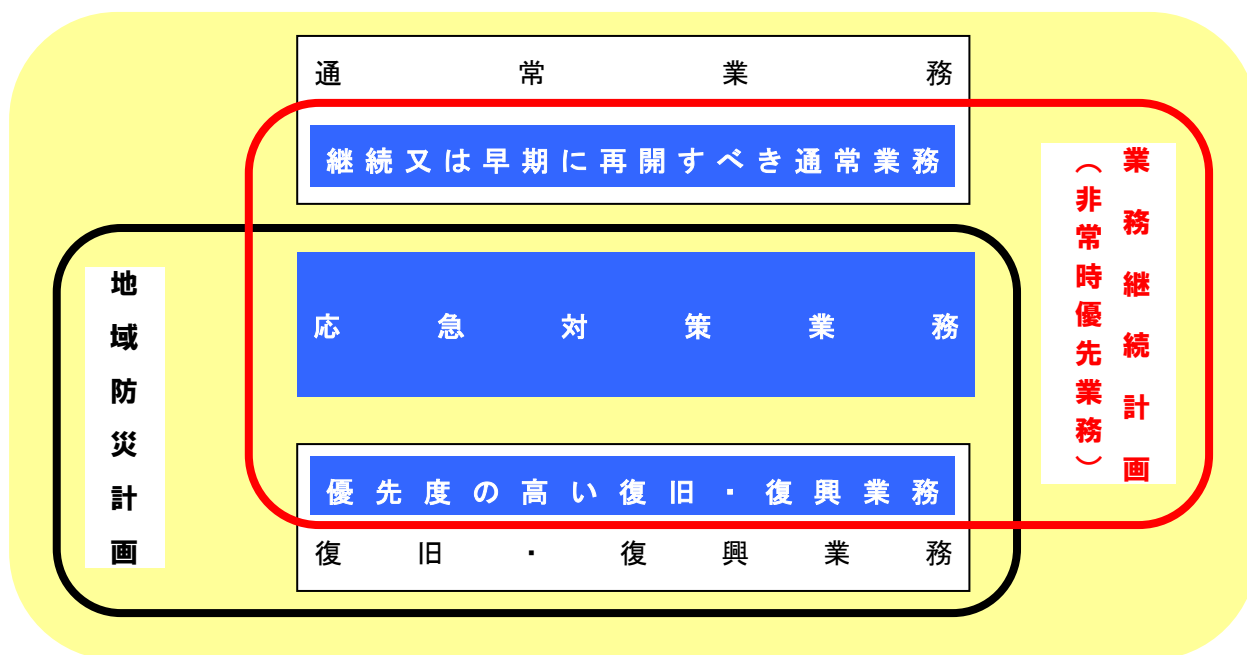 通常業務
継続又は早期に再開すべき通常業務
業務継続計画
（非常時優先業務）
地域防災計画
応急対策業務
優先度の高い復旧・復興業務
復旧・復興業務